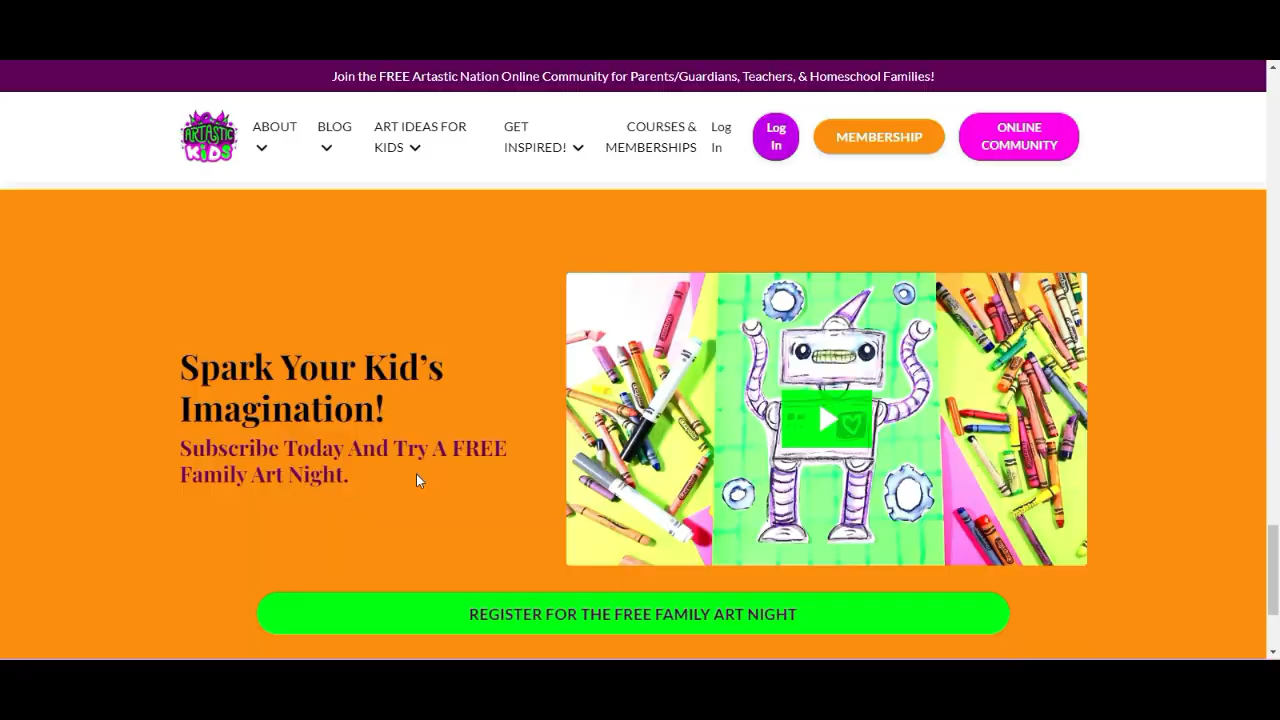 Join the FREE Artastic Nation Online Community for Parents/Guardians, Teachers, & Homeschool Families!
ARTASTIC
KiDS
ABOUT
BLOG
ART IDEAS FOR
KIDS
GET
INSPIRED!
COURSES &
MEMBERSHIPS
Log
In
Log
In
MEMBERSHIP
ONLINE
COMMUNITY
Spark Your Kid’s
Imagination!
Subscribe Today And Try A FREE
Family Art Night.
REGISTER FOR THE FREE FAMILY ART NIGHT